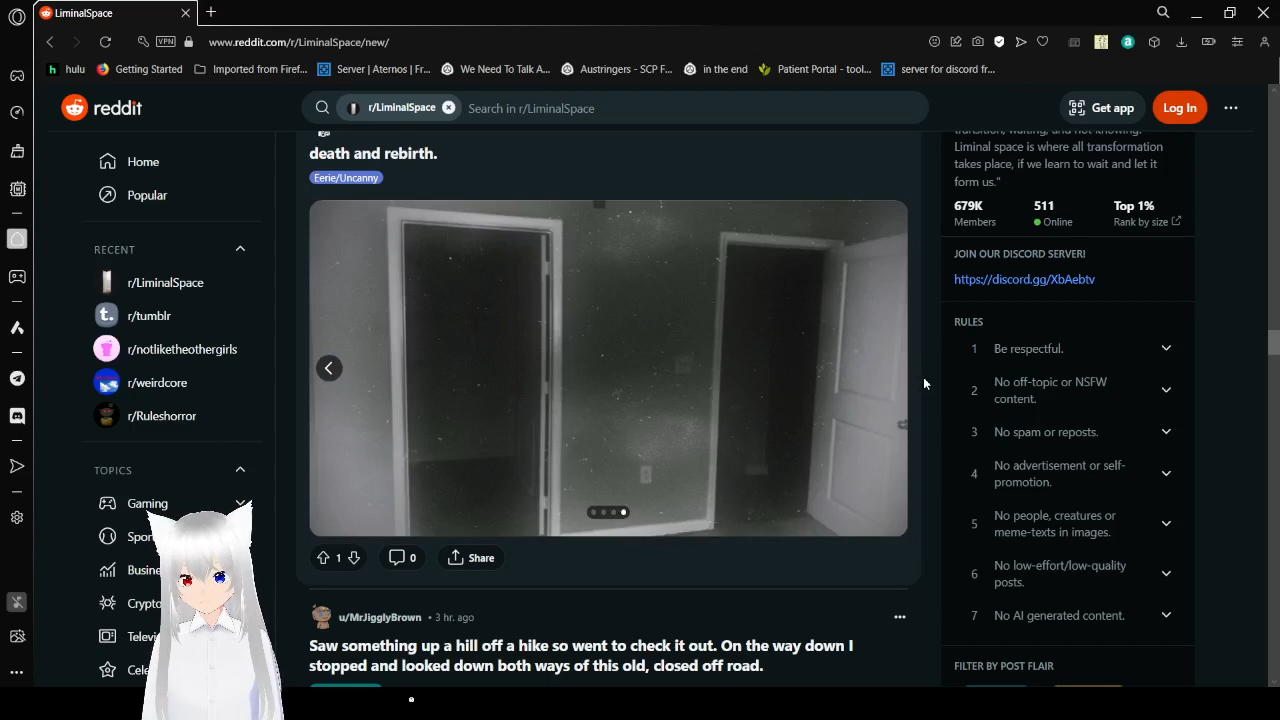 LiminalSpace
VPN
www.reddit.com/r/LiminalSpace/new/
hulu
Getting Started
Imported from Firef...
Server | Aternos | Fr...
We Need To Talk A...
Austringers - SCP F...
in the end
Patient Portal - tool...
server for discord fr...
reddit
r/LiminalSpace
Search in r/LiminalSpace
Get app
Log In
Home
Popular
RECENT
r/LiminalSpace
r/tumblr
r/notliketheothergirls
r/weirdcore
r/Ruleshorror
TOPICS
Gaming
Spor
Busine
Crypto
Televi
Cele
death and rebirth.
Eerie/Uncanny
1
0
Share
u/MrJigglyBrown • 3 hr. ago
Saw something up a hill off a hike so went to check it out. On the way down I
stopped and looked down both ways of this old, closed off road.
transition, waiting, and not knowing.
Liminal space is where all transformation
takes place, if we learn to wait and let it
form us."
679K 511 Top 1%
Members Online Rank by size
JOIN OUR DISCORD SERVER!
https://discord.gg/XbAebtv
RULES
1 Be respectful.
2 No off-topic or NSFW
content.
3 No spam or reposts.
4 No advertisement or self-
promotion.
5 No people, creatures or
meme-texts in images.
6 No low-effort/low-quality
posts.
7 No AI generated content.
FILTER BY POST FLAIR